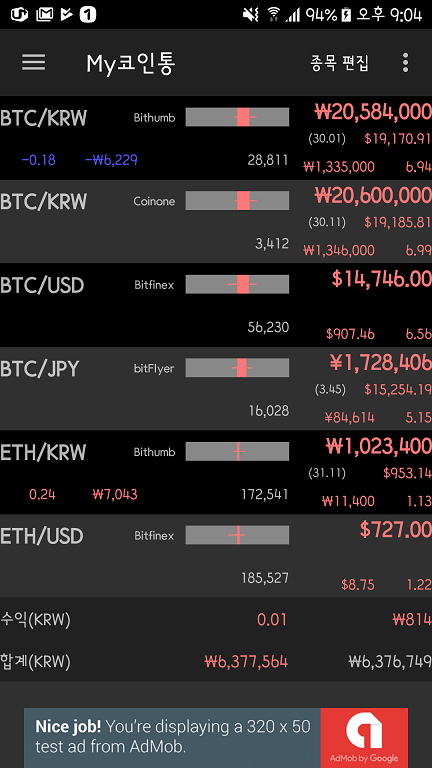 1 94% 오후 9:04
My코인통 종목 편집
BTC/KRW Bithumb ₩20,584,000
(30.01) $19,170.91
-0.18 -₩6,229 28,811 ₩1,335,000 6.94
BTC/KRW Coinone ₩20,600,000
(30.11) $19,185.81
3,412 ₩1,346,000 6.99
BTC/USD Bitfinex $14,746.00
56,230 $907.46 6.56
BTC/JPY bitFlyer ¥1,728,406
(3.45) $15,254.19
16,028 ¥84,614 5.15
ETH/KRW Bithumb ₩1,023,400
(31.11) $953.14
0.24 ₩7,043 172,541 ₩11,400 1.13
ETH/USD Bitfinex $727.00
185,527 $8.75 1.22
수익(KRW) 0.01 ₩814
합계(KRW) ₩6,377,564 ₩6,376,749
Nice job! You're displaying a 320 x 50
test ad from AdMob.
AdMob by Google